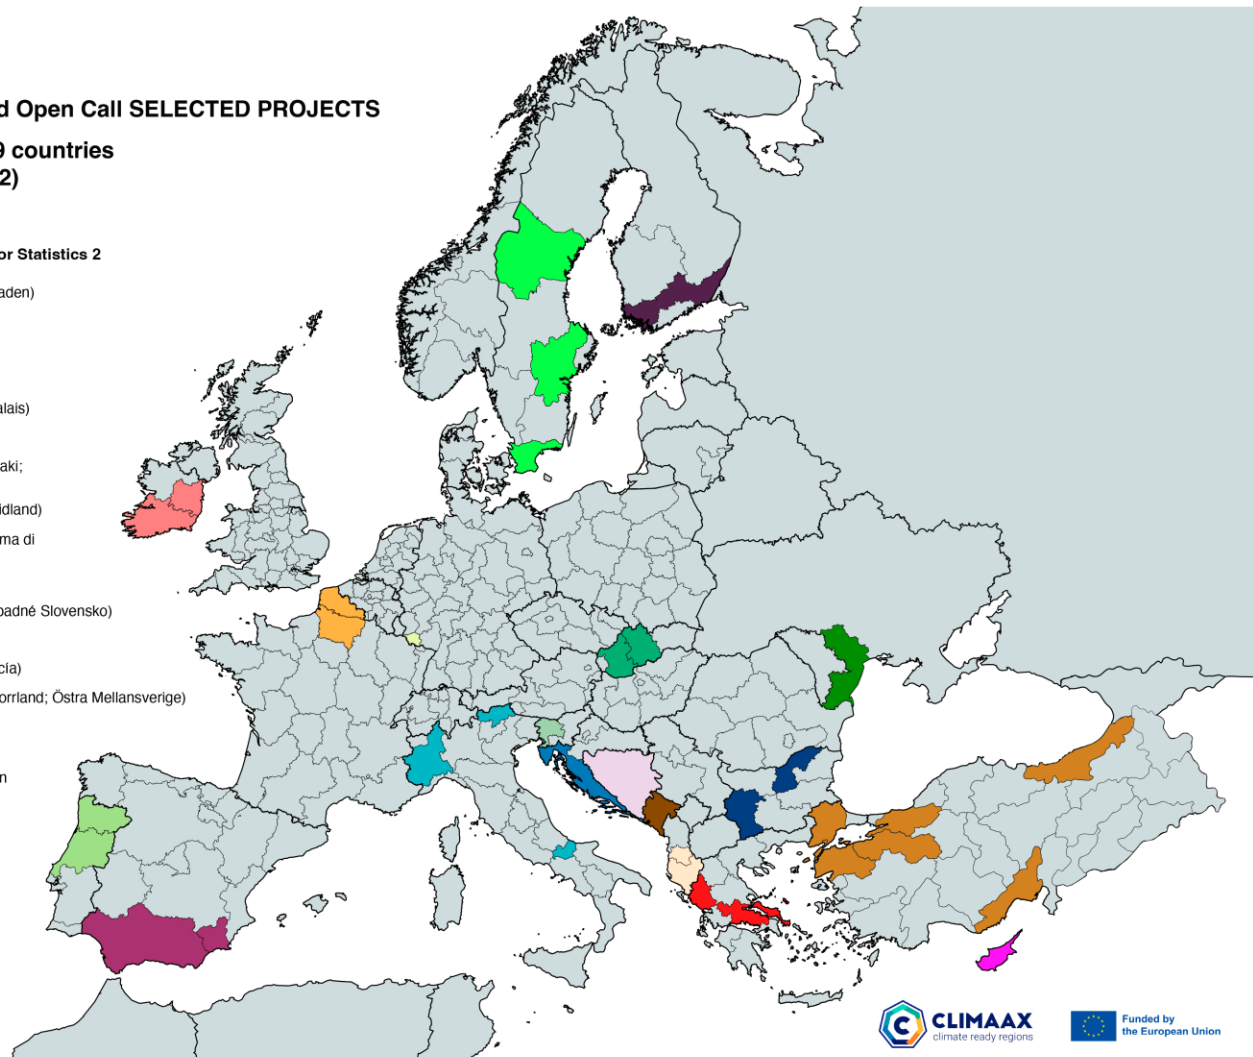 d Open Call SELECTED PROJECTS
9 countries
2)
or Statistics 2
aden)
alais)
aki;
idland)
ma di
padné Slovensko)
cía)
orrland; Östra Mellansverige)
n
CLIMAAX
climate ready regions
Funded by
the European Union